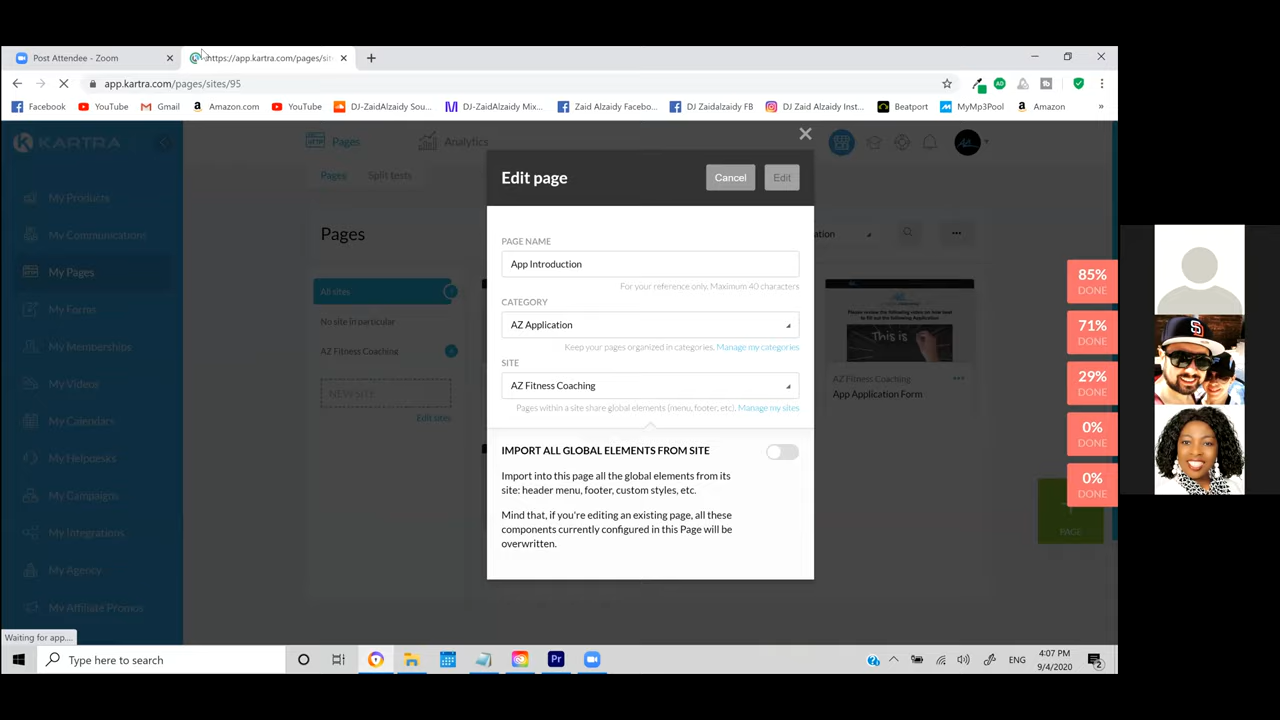 Post Attendee - Zoom
https://app.kartra.com/pages/sit
app.kartra.com/pages/sites/95
Facebook
YouTube
Gmail
Amazon.com
YouTube
DJ-ZaidAlzaidy Sou...
DJ-ZaidAlzaidy Mix...
Zaid Alzaidy Facebo...
DJ Zaidalzaidy FB
DJ Zaid Alzaidy Inst...
Beatport
MyMp3Pool
Amazon
»
KARTRA
Pages
Analytics
Pages
Split tests
My Products
My Communications
My Pages
My Forms
My Memberships
My Videos
My Calendars
My Helpdesks
My Campaigns
My Integrations
My Agency
My Affiliate Promos
Pages
All sites
No site in particular
AZ Fitness Coaching
NEW SITE
Edit sites
Edit page
Cancel
Edit
PAGE NAME
App Introduction
For your reference only. Maximum 40 characters
CATEGORY
AZ Application
Keep your pages organized in categories. Manage my categories
SITE
AZ Fitness Coaching
Pages within a site share global elements (menu, footer, etc). Manage my sites
IMPORT ALL GLOBAL ELEMENTS FROM SITE
Import into this page all the global elements from its
site: header menu, footer, custom styles, etc.
Mind that, if you're editing an existing page, all these
components currently configured in this Page will be
overwritten.
ation
This is
AZ Fitness Coaching
App Application Form
PAGE
85%
DONE
71%
DONE
29%
DONE
0%
DONE
0%
DONE
Waiting for app....
Type here to search
Pr
ENG
4:07 PM
9/4/2020
2